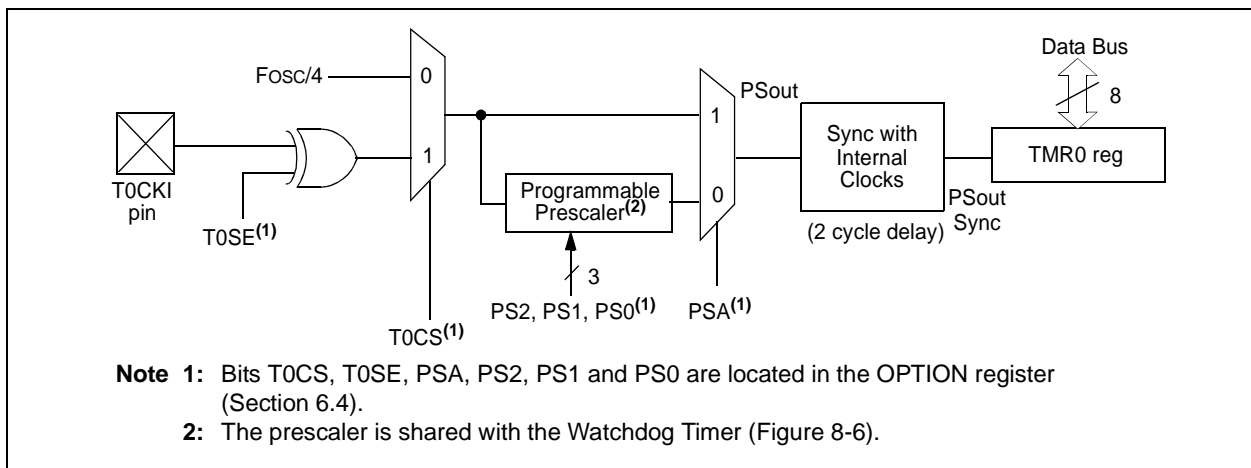 Data Bus
FOSC/4
0
8
PSout
1
Sync with
Internal
Clocks
TMR0 reg
1
T0CKI
pin
Programmable
Prescaler(2)
0
PSout
Sync
T0SE(1)
(2 cycle delay)
3
PS2, PS1, PS0(1)
PSA(1)
T0CS(1)
Note 1: Bits T0CS, T0SE, PSA, PS2, PS1 and PS0 are located in the OPTION register
(Section 6.4).
2: The prescaler is shared with the Watchdog Timer (Figure 8-6).